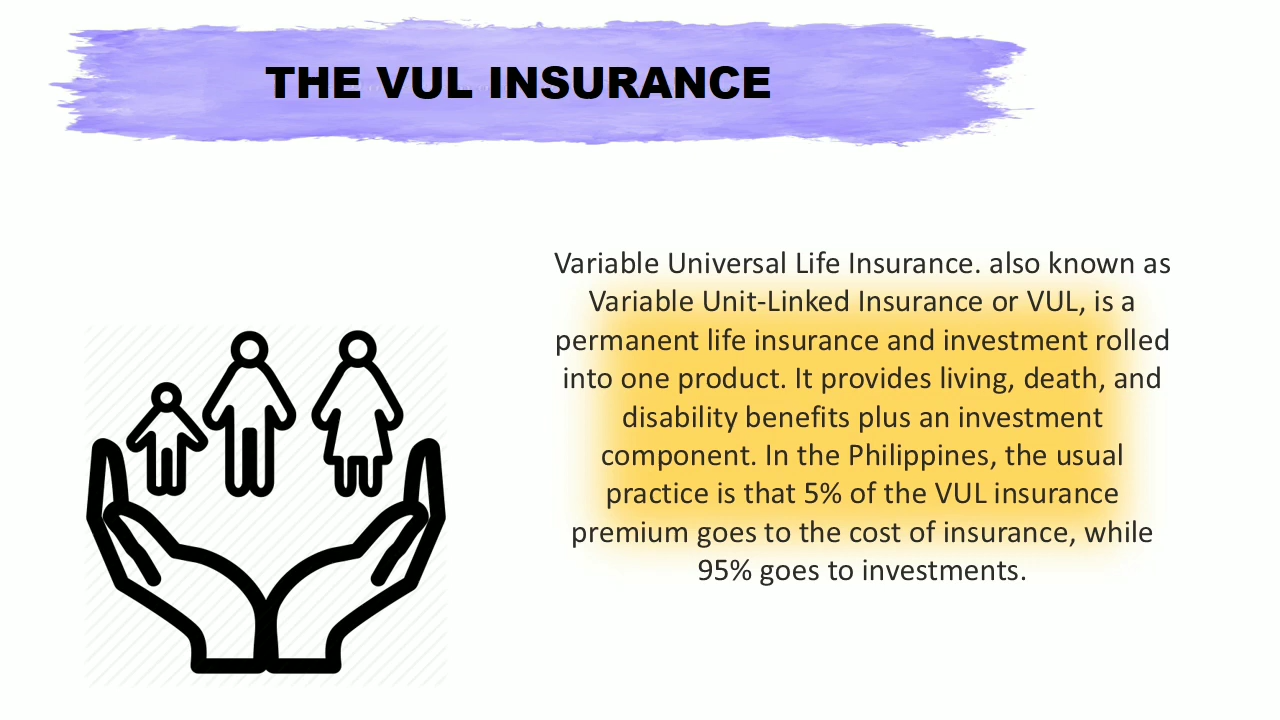 THE VUL INSURANCE
Variable Universal Life Insurance. also known as
Variable Unit-Linked Insurance or VUL, is a
permanent life insurance and investment rolled
into one product. It provides living, death, and
disability benefits plus an investment
component. In the Philippines, the usual
practice is that 5% of the VUL insurance
premium goes to the cost of insurance, while
95% goes to investments.